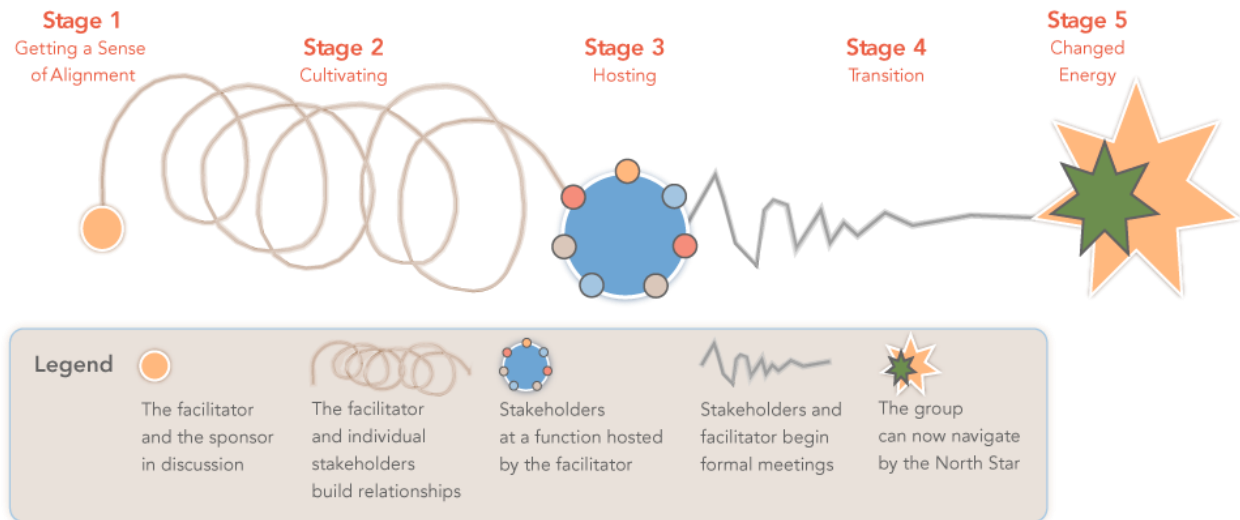 Stage 1
Getting a Sense
of Alignment
Stage 2
Cultivating
Stage 3
Hosting
Stage 4
Transition
Stage 5
Changed
Energy
Legend
The facilitator
and the sponsor
in discussion
The facilitator
and individual
stakeholders
build relationships
Stakeholders
at a function hosted
by the facilitator
Stakeholders and
facilitator begin
formal meetings
The group
can now navigate
by the North Star